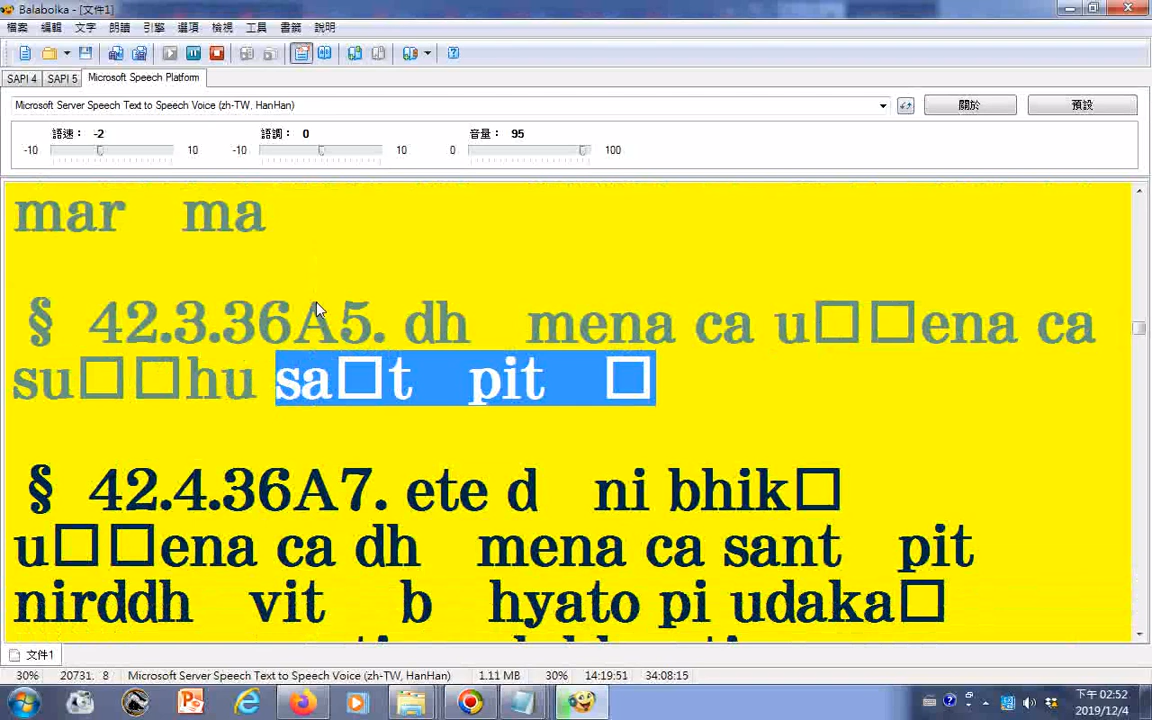 Balabolka - [文件1]
檔案 編輯 文字 朗讀 引擎 選項 檢視 工具 書籤 說明
SAPI 4 SAPI 5 Microsoft Speech Platform
Microsoft Server Speech Text to Speech Voice (zh-TW, HanHan) 關於 預設
語速： -2 語調： 0 音量： 95
-10 10 -10 10 0 100
mar ma
§ 42.3.36A5. dh mena ca u□□ena ca
su□□hu sa□t pit □
§ 42.4.36A7. ete d ni bhik□
u□□ena ca dh mena ca sant pit
nirddh vit b hyato pi udaka□
文件1
30% 20731: 8 Microsoft Server Speech Text to Speech Voice (zh-TW, HanHan) 1.11 MB 30% 14:19:51 34:08:15
下午 02:52
2019/12/4